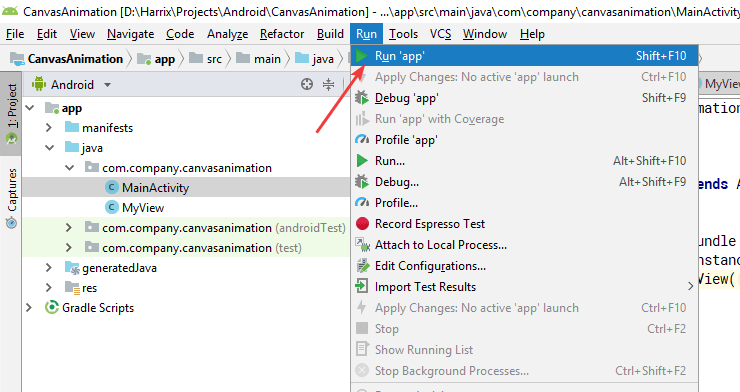 CanvasAnimation [D:\Harrix\Projects\Android\CanvasAnimation] - ...\app\src\main\java\com\company\canvasanimation\MainActivity
File Edit View Navigate Code Analyze Refactor Build Run Tools VCS Window Help
CanvasAnimation app src main java
Android
MyView
1: Project
Captures
app
manifests
java
com.company.canvasanimation
MainActivity
MyView
com.company.canvasanimation (androidTest)
com.company.canvasanimation (test)
generatedJava
res
Gradle Scripts
Run 'app' Shift+F10
Apply Changes: No active 'app' launch Ctrl+F10
Debug 'app' Shift+F9
Run 'app' with Coverage
Profile 'app'
Run... Alt+Shift+F10
Debug... Alt+Shift+F9
Profile...
Record Espresso Test
Attach to Local Process...
Edit Configurations...
Import Test Results
Apply Changes: No active 'app' launch Ctrl+F10
Stop Ctrl+F2
Show Running List
Stop Background Processes... Ctrl+Shift+F2
mation
ends A
undle
nstanc
View(